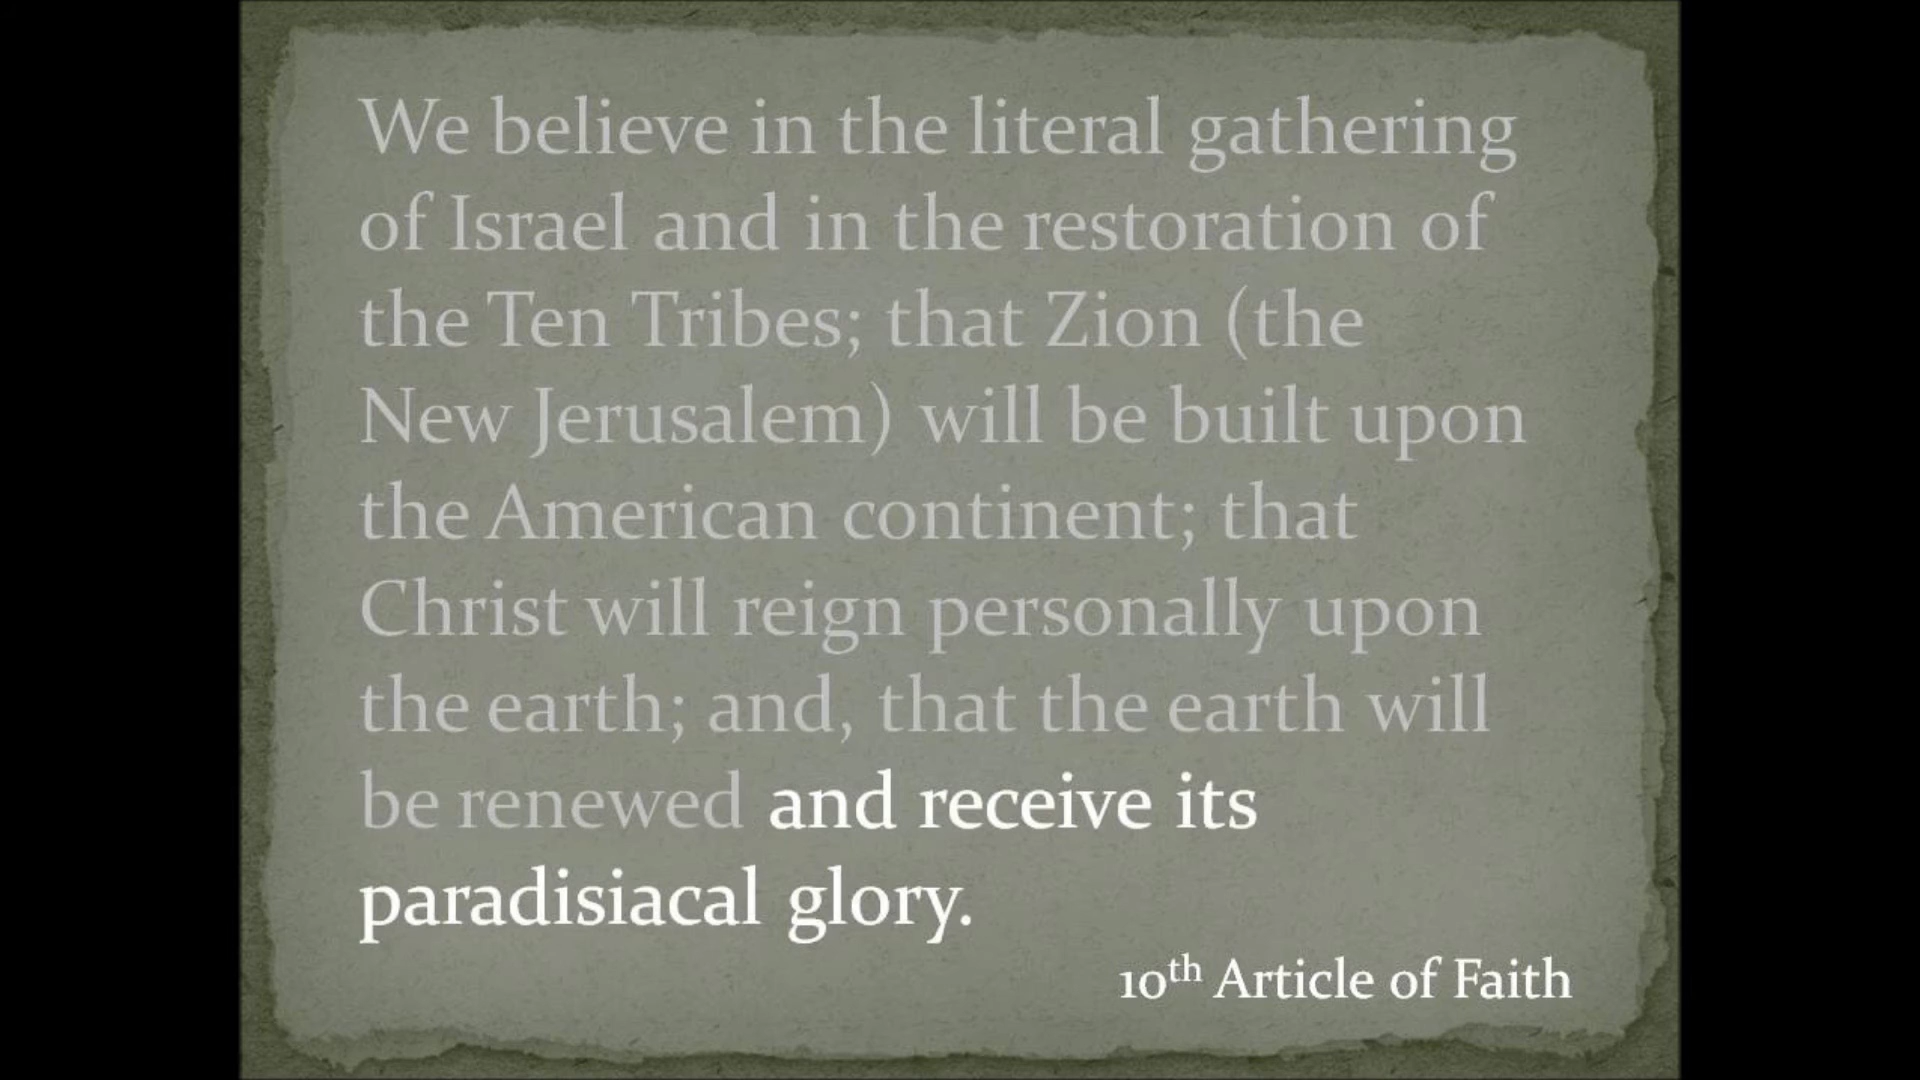 We believe in the literal gathering
of Israel and in the restoration of
the Ten Tribes; that Zion (the
New Jerusalem) will be built upon
the American continent; that
Christ will reign personally upon
the earth; and, that the earth will
be renewed and receive its
paradisiacal glory.
10th Article of Faith